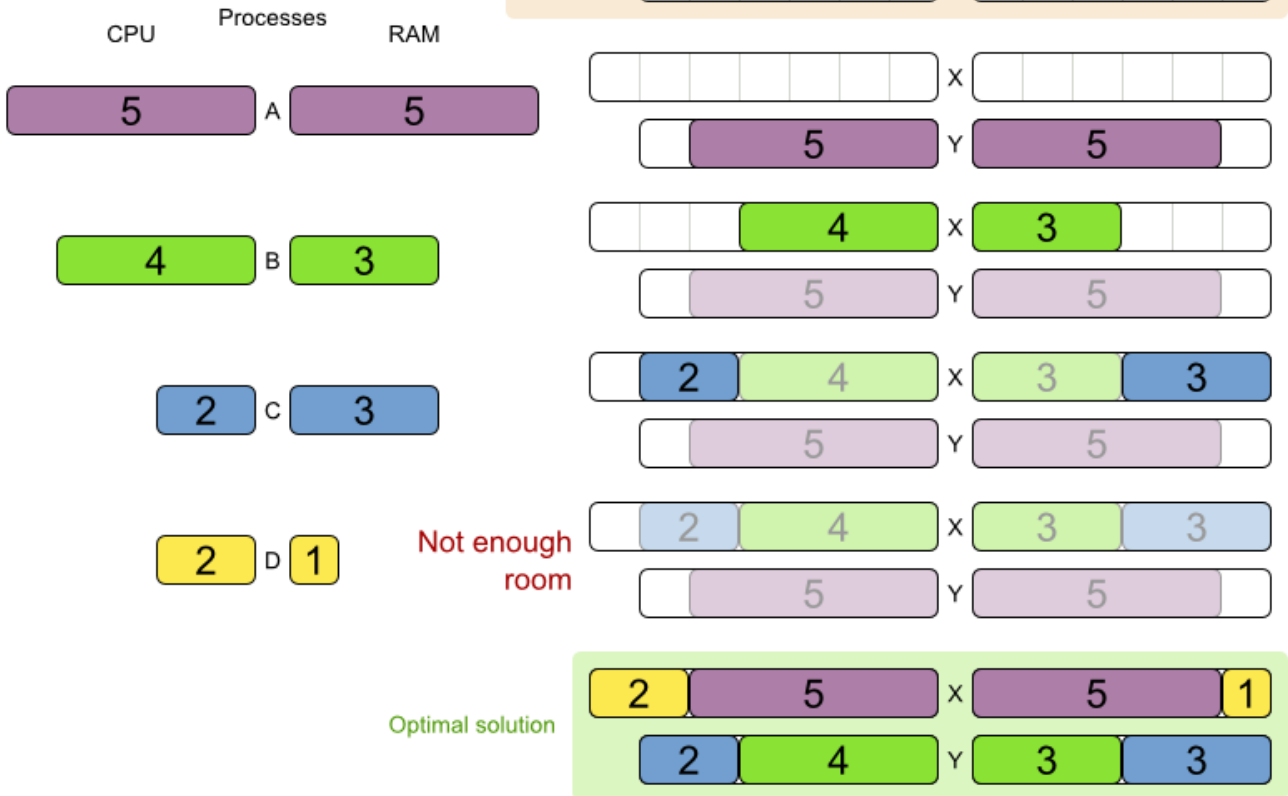 Processes
CPU RAM
X
5 A 5
5 Y 5
4 X 3
4 B 3
5 Y 5
2 4 X 3 3
2 C 3
5 Y 5
2 4 X 3 3
Not enough
room
2 D 1
5 Y 5
2 5 X 5 1
Optimal solution
2 4 Y 3 3